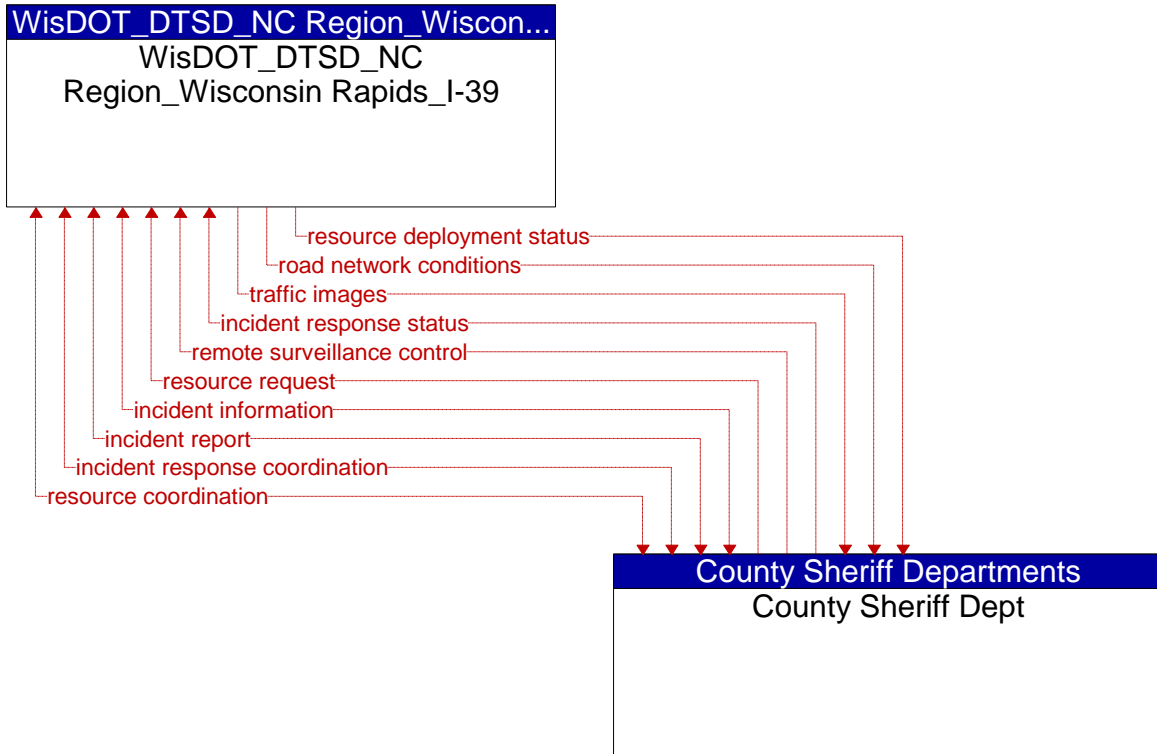 WisDOT_DTSD_NC Region_Wiscon...
WisDOT_DTSD_NC
Region_Wisconsin Rapids_I-39
resource deployment status
road network conditions
traffic images
incident response status
remote surveillance control
resource request
incident information
incident report
incident response coordination
resource coordination
County Sheriff Departments
County Sheriff Dept